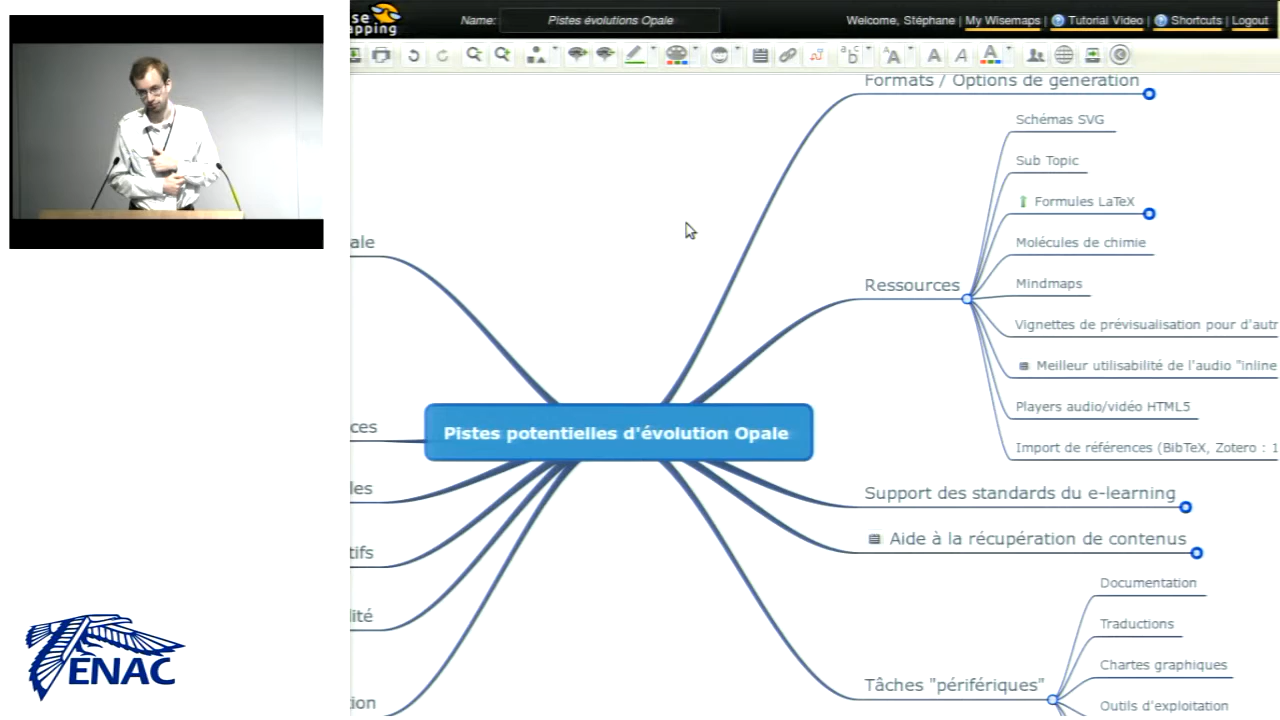 se
apping
Name: Pistes évolutions Opale
Welcome, Stéphane | My Wisemaps | Tutorial Video | Shortcuts | Logout
Formats / Options de génération
Schémas SVG
Sub Topic
ale
Formules LaTeX
Molécules de chimie
Ressources
Mindmaps
Vignettes de prévisualisation pour d'autr
Meilleur utilisabilité de l'audio "inline
Players audio/vidéo HTML5
ces
Pistes potentielles d'évolution Opale
Import de références (BibTeX, Zotero : 1
les
Support des standards du e-learning
tifs
Aide à la récupération de contenus
Documentation
lité
Traductions
Chartes graphiques
ENAC
Tâches "périfériques"
tion
Outils d'exploitation